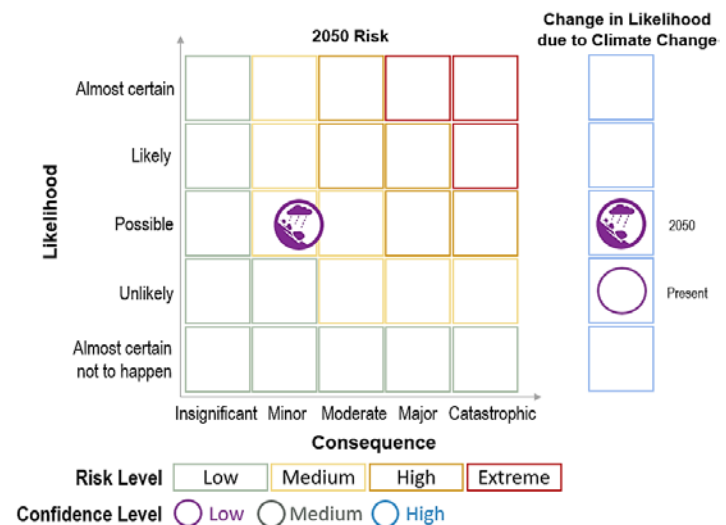 2050 Risk
Change in Likelihood
due to Climate Change
Likelihood
Almost certain
Likely
Possible
Unlikely
Almost certain
not to happen
2050
Present
Insignificant Minor Moderate Major Catastrophic
Consequence
Risk Level Low Medium High Extreme
Confidence Level Low Medium High